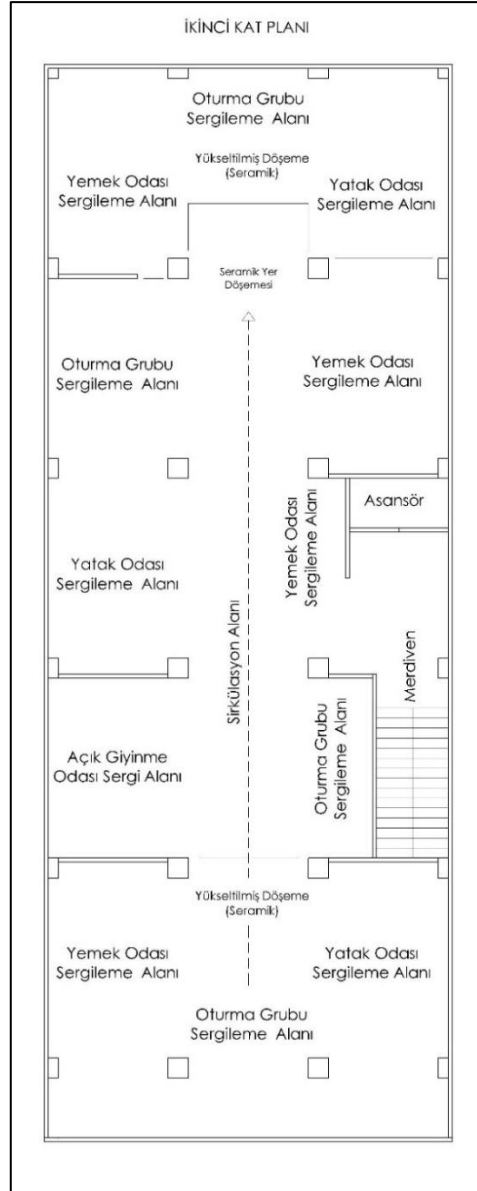 İKİNCİ KAT PLANI
Oturma Grubu
Sergileme Alanı
Yükseltilmiş Döşeme
(Seramik)
Yemek Odası
Sergileme Alanı
Yatak Odası
Sergileme Alanı
Seramik Yer
Döşemesi
Oturma Grubu
Sergileme Alanı
Yemek Odası
Sergileme Alanı
Asansör
Yemek Odası
Sergileme Alanı
Yatak Odası
Sergileme Alanı
Sirkülasyon Alanı
Merdiven
Açık Giyinme
Odası Sergi Alanı
Oturma Grubu
Sergileme Alanı
Yükseltilmiş Döşeme
(Seramik)
Yemek Odası
Sergileme Alanı
Yatak Odası
Sergileme Alanı
Oturma Grubu
Sergileme Alanı